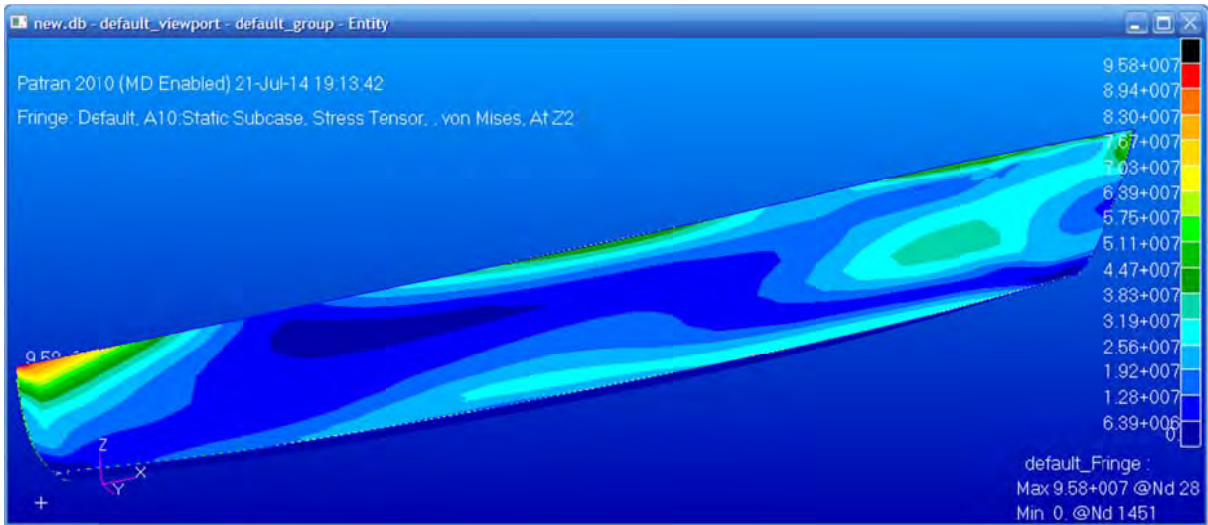 new.db - default_viewport - default_group - Entity
Patran 2010 (MD Enabled) 21-Jul-14 19:13:42
Fringe: Default, A10:Static Subcase, Stress Tensor, , von Mises, At Z2
9.58+007
8.94+007
8.30+007
7.67+007
7.03+007
6.39+007
5.75+007
5.11+007
4.47+007
3.83+007
3.19+007
2.56+007
1.92+007
1.28+007
6.39+006
0.
Z
X
Y
default_Fringe :
Max 9.58+007 @Nd 28
Min 0. @Nd 1451